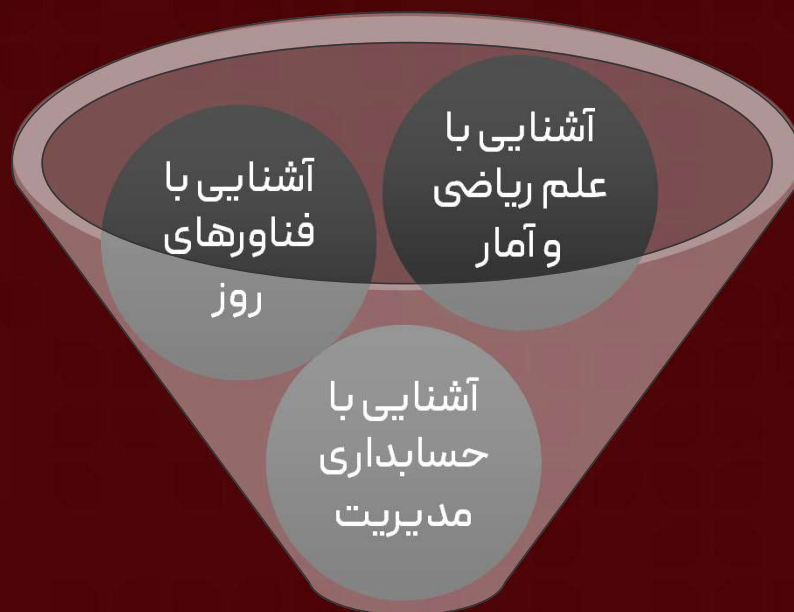 آشنایی با
علم ریاضی
و آمار
آشنایی با
فناورهای
روز
آشنایی با
حسابداری
مدیریت